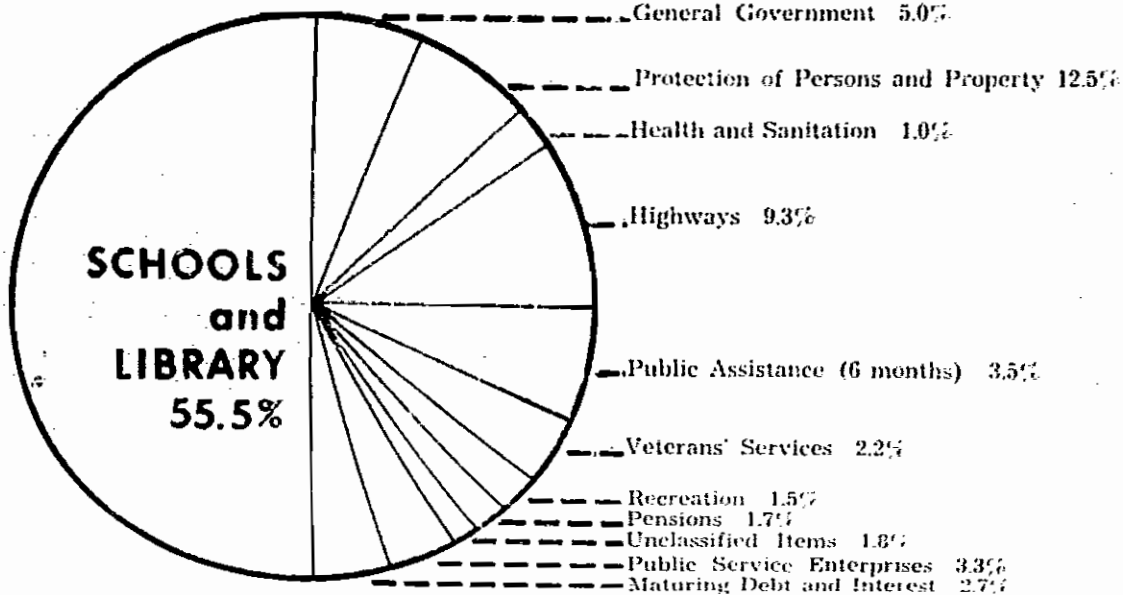 General Government 5.0%
Protection of Persons and Property 12.5%
Health and Sanitation 1.0%
Highways 9.3%
SCHOOLS
and
LIBRARY
55.5%
Public Assistance (6 months) 3.5%
Veterans' Services 2.2%
Recreation 1.5%
Pensions 1.7%
Unclassified Items 1.8%
Public Service Enterprises 3.3%
Maturing Debt and Interest 2.7%